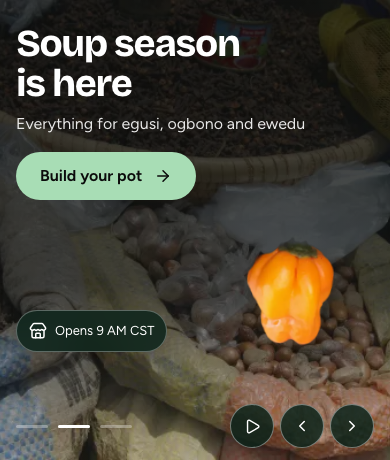 Soup season
is here
Everything for egusi, ogbono and ewedu
Build your pot
Opens 9 AM CST